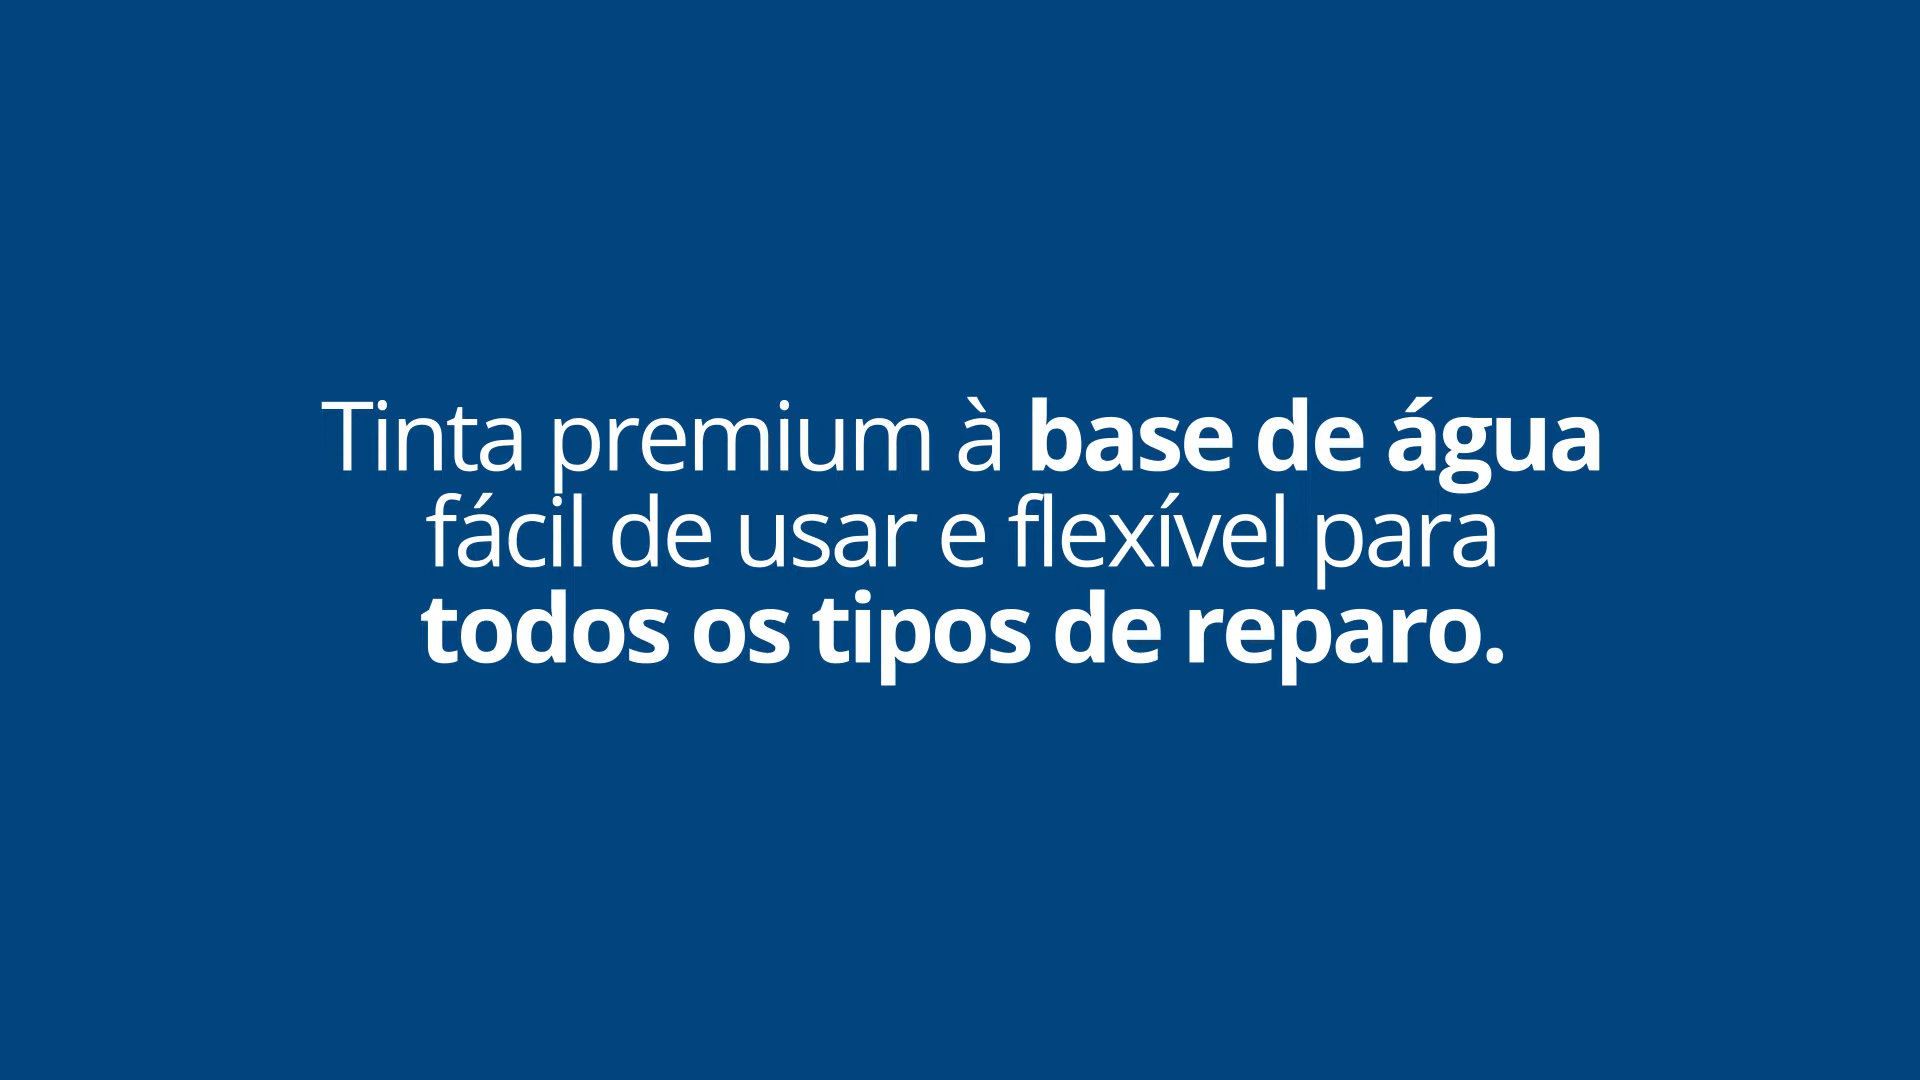 Tinta premium à base de água
fácil de usar e flexível para
todos os tipos de reparo.